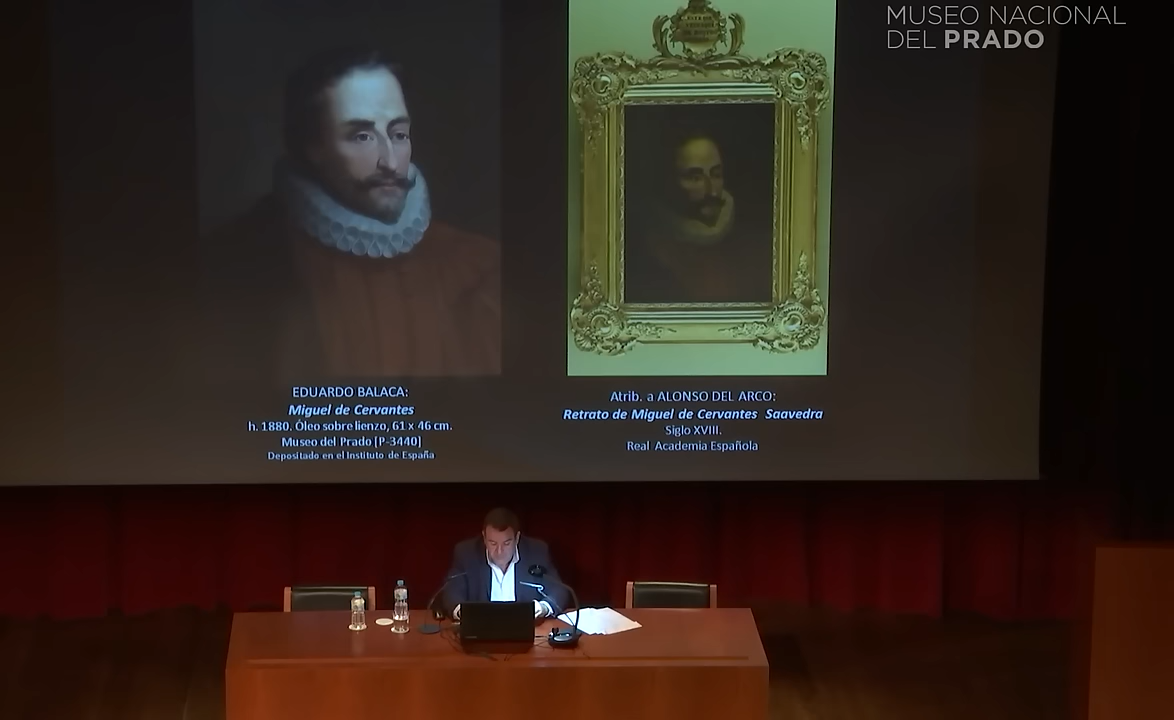 MUSEO NACIONAL
DEL PRADO
EDUARDO BALACA:
Miguel de Cervantes
h. 1880. Óleo sobre lienzo, 61 x 46 cm.
Museo del Prado [P-3440]
Depositado en el Instituto de España
Atrib. a ALONSO DEL ARCO:
Retrato de Miguel de Cervantes Saavedra
Siglo XVIII.
Real Academia Española